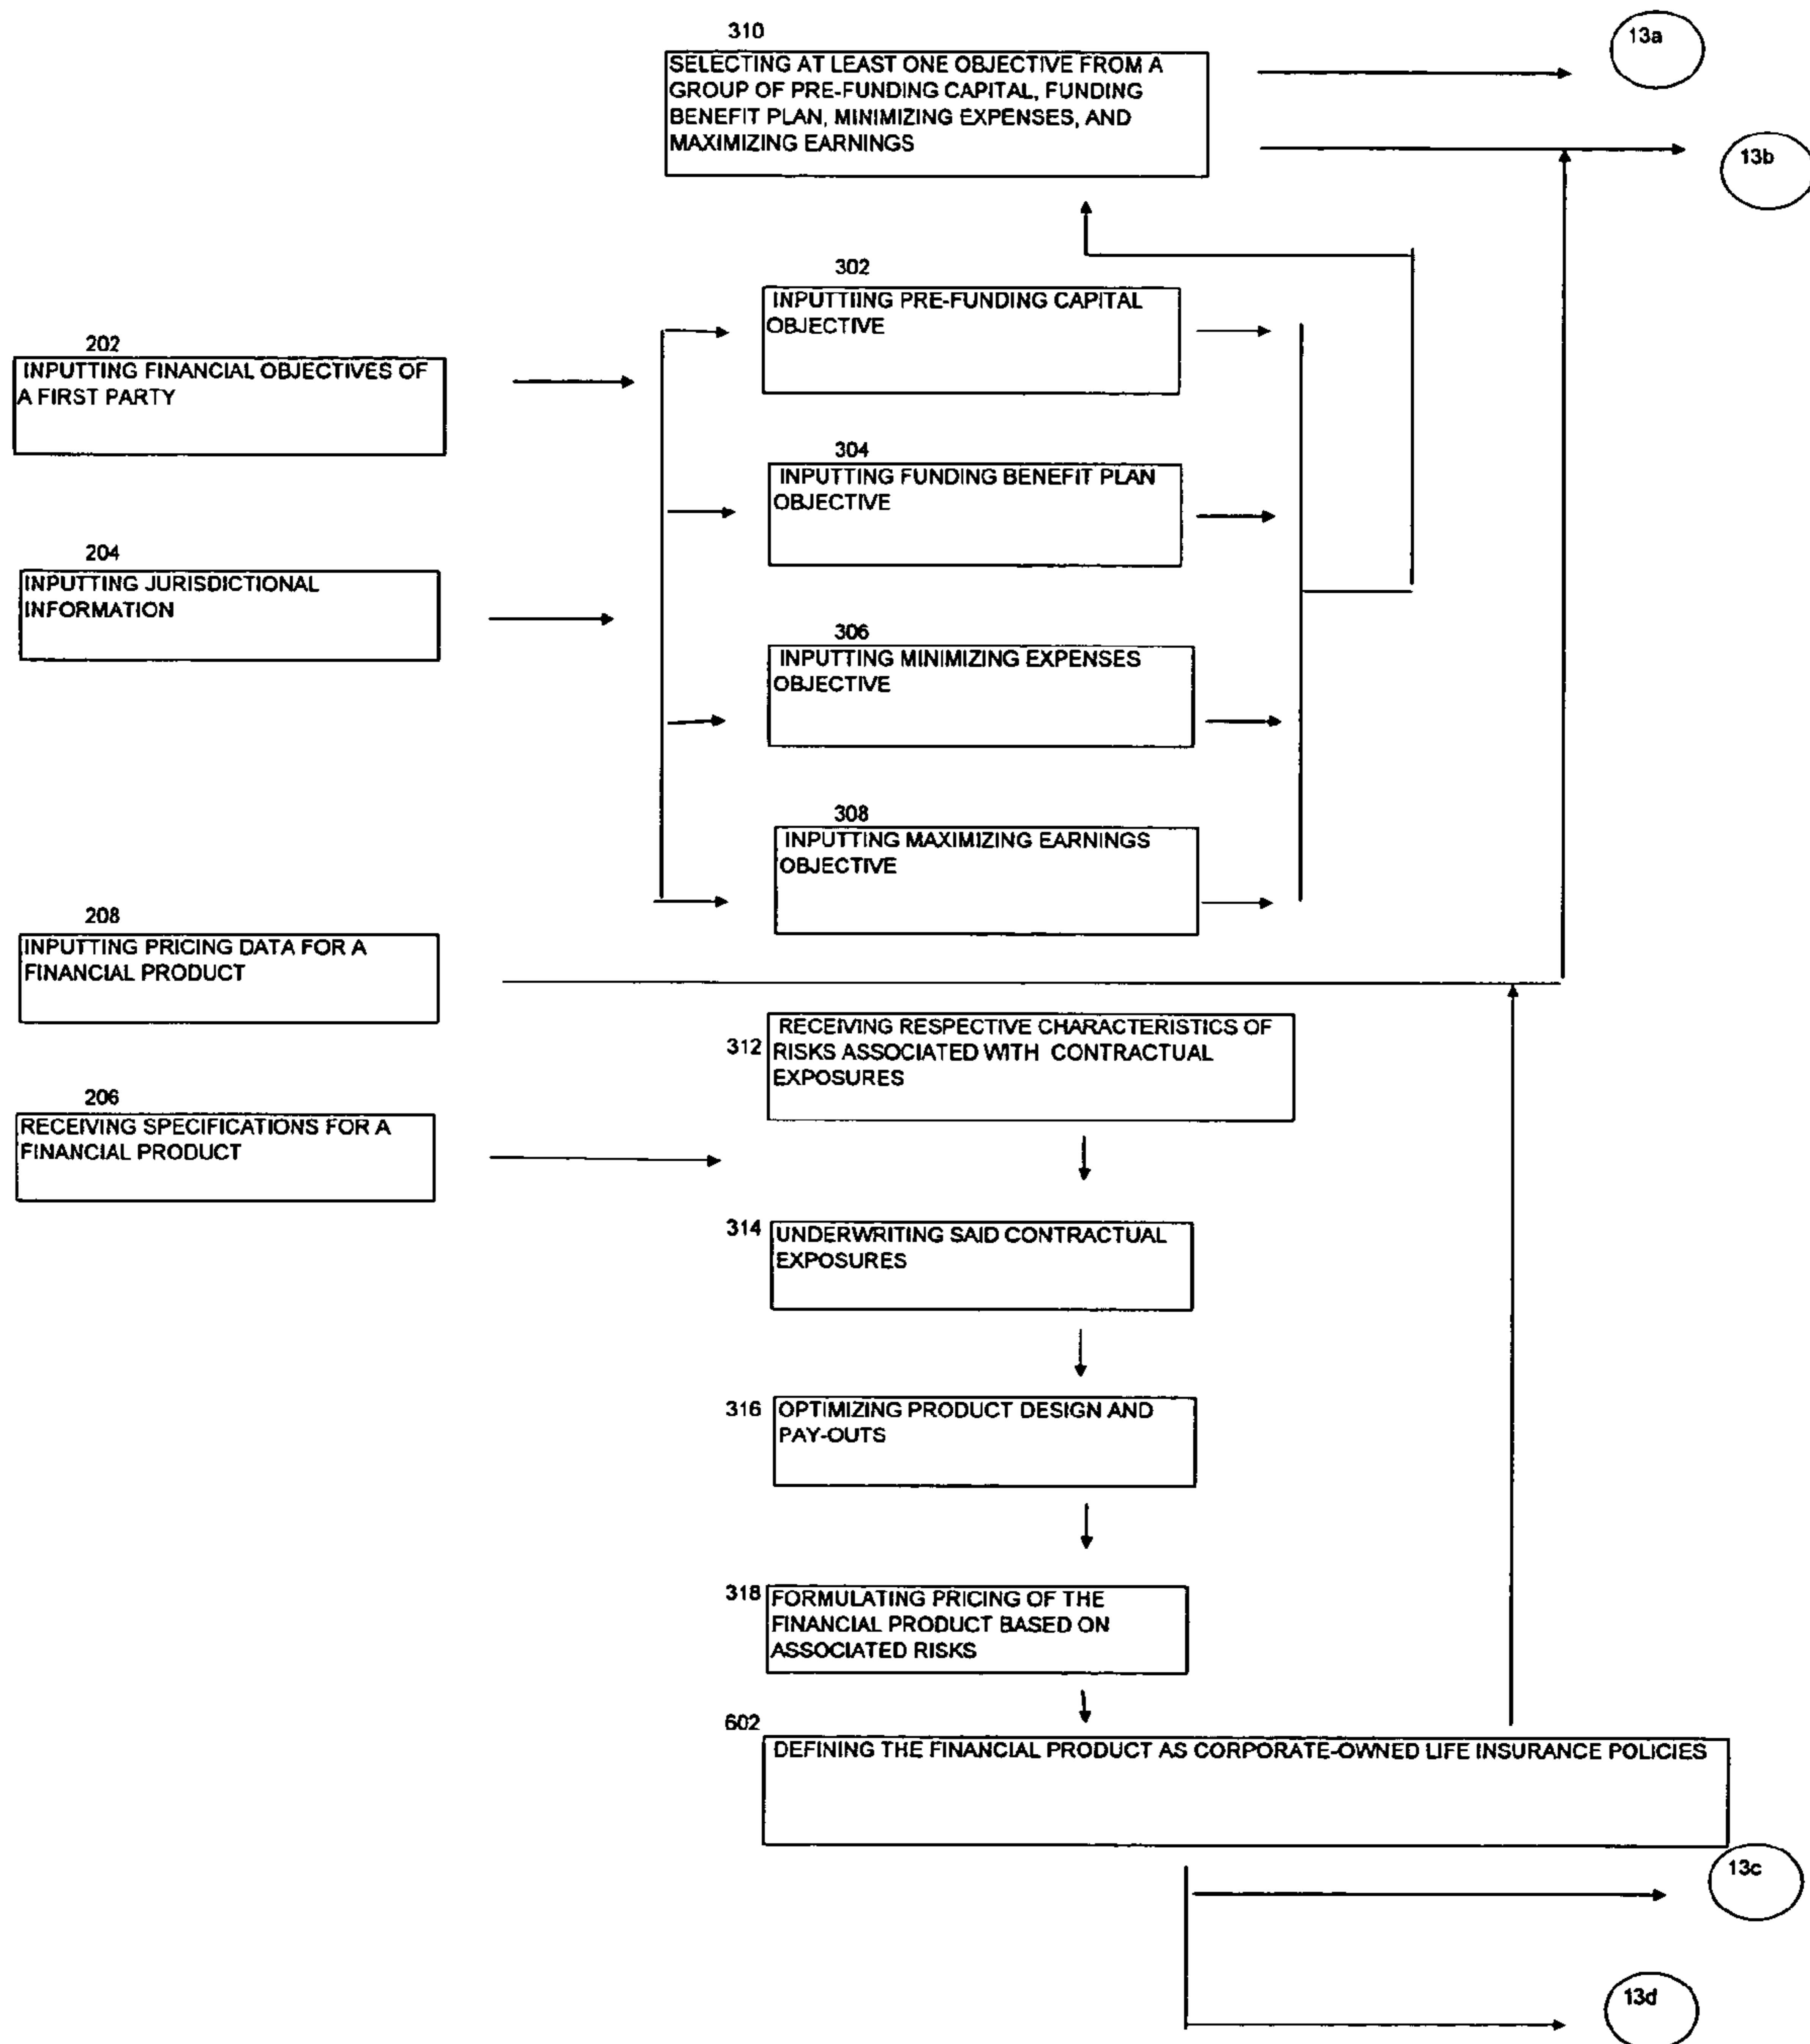 310
SELECTING AT LEAST ONE OBJECTIVE FROM A
GROUP OF PRE-FUNDING CAPITAL, FUNDING
BENEFIT PLAN, MINIMIZING EXPENSES, AND
MAXIMIZING EARNINGS
13a
13b
302
INPUTTIING PRE-FUNDING CAPITAL
OBJECTIVE
202
INPUTTING FINANCIAL OBJECTIVES OF
A FIRST PARTY
304
INPUTTING FUNDING BENEFIT PLAN
OBJECTIVE
204
INPUTTING JURISDICTIONAL
INFORMATION
306
INPUTTING MINIMIZING EXPENSES
OBJECTIVE
308
INPUTTING MAXIMIZING EARNINGS
OBJECTIVE
208
INPUTTING PRICING DATA FOR A
FINANCIAL PRODUCT
312
RECEIVING RESPECTIVE CHARACTERISTICS OF
RISKS ASSOCIATED WITH CONTRACTUAL
EXPOSURES
206
RECEIVING SPECIFICATIONS FOR A
FINANCIAL PRODUCT
314
UNDERWRITING SAID CONTRACTUAL
EXPOSURES
316
OPTIMIZING PRODUCT DESIGN AND
PAY-OUTS
318
FORMULATING PRICING OF THE
FINANCIAL PRODUCT BASED ON
ASSOCIATED RISKS
602
DEFINING THE FINANCIAL PRODUCT AS CORPORATE-OWNED LIFE INSURANCE POLICIES
13c
13d